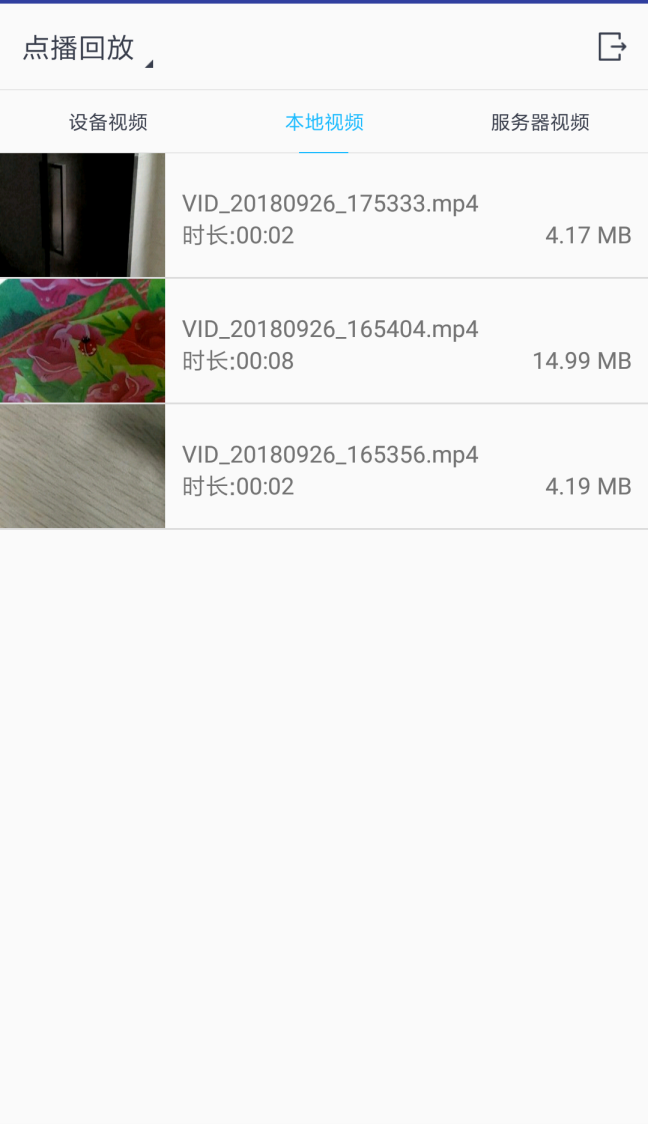 点播回放
设备视频 本地视频 服务器视频
VID_20180926_175333.mp4
时长:00:02 4.17 MB
VID_20180926_165404.mp4
时长:00:08 14.99 MB
VID_20180926_165356.mp4
时长:00:02 4.19 MB